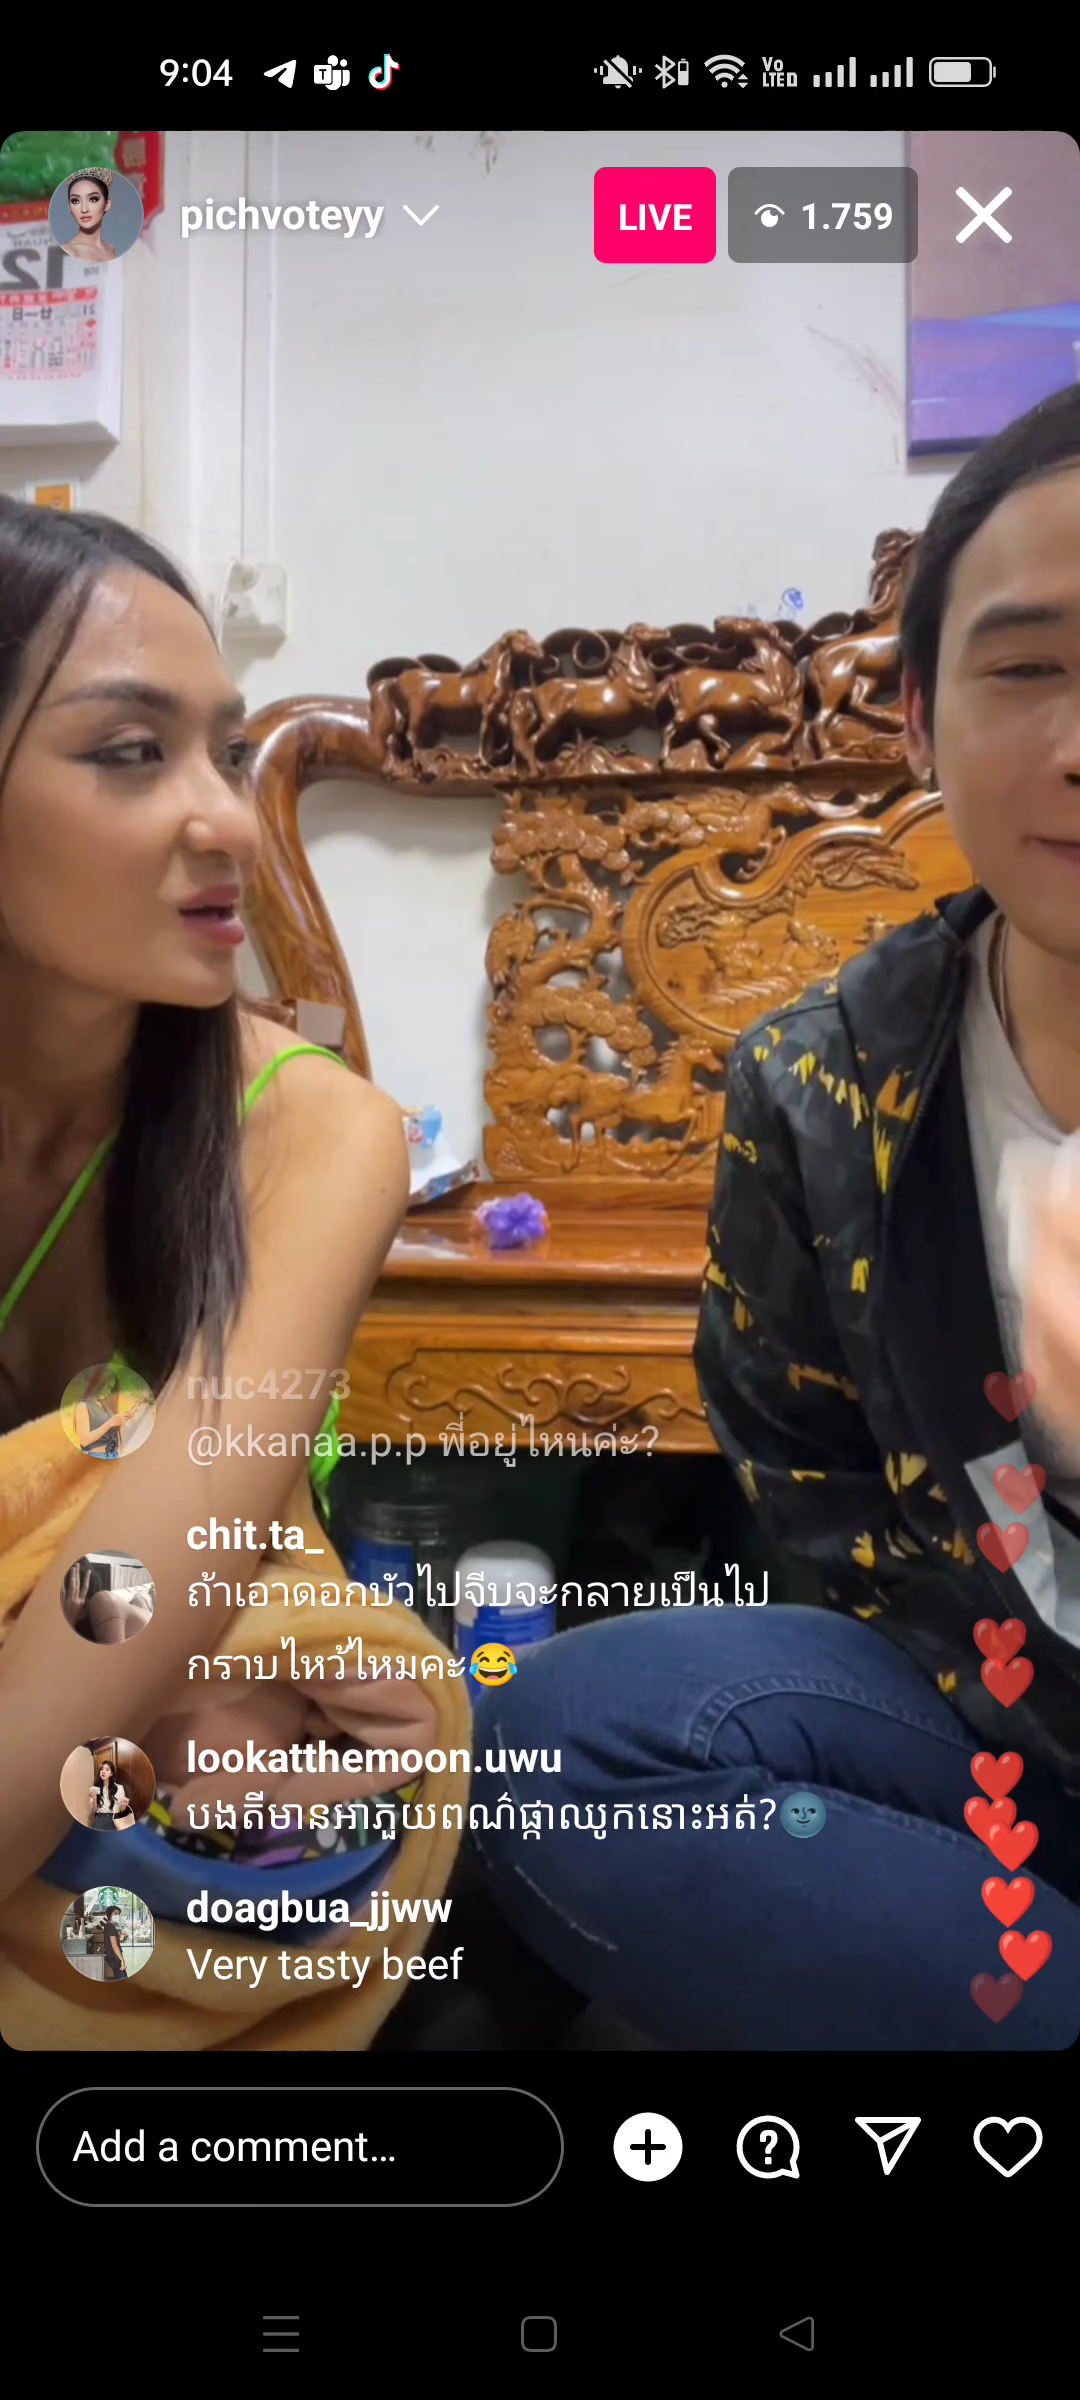 9:04
Vo
LTED
pichvoteyy
LIVE
1.759
12
nuc4273
@kkanaa.p.p พี่อยู่ไหนค่ะ?
chit.ta_
ถ้าเอาดอกบัวไปจีบจะกลายเป็นไป
กราบไหว้ไหมคะ😂
lookatthemoon.uwu
បងតីមានអាភួយពណ៌ផ្កាឈូកនោះអត់?🌚
doagbua_jjww
Very tasty beef
Add a comment...